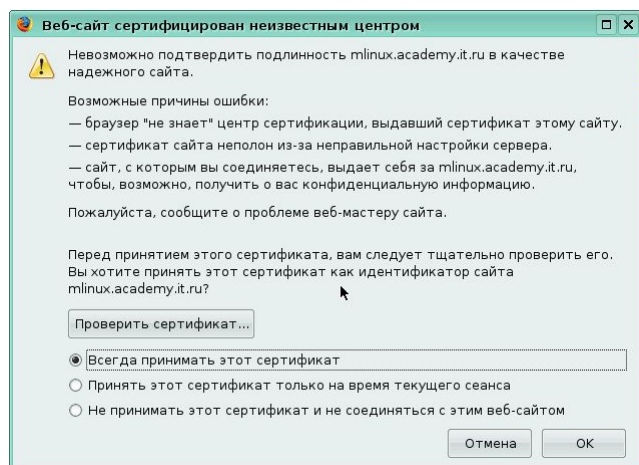 Веб-сайт сертифицирован неизвестным центром
Невозможно подтвердить подлинность mlinux.academy.it.ru в качестве
надежного сайта.
Возможные причины ошибки:
— браузер "не знает" центр сертификации, выдавший сертификат этому сайту.
— сертификат сайта неполон из-за неправильной настройки сервера.
— сайт, с которым вы соединяетесь, выдает себя за mlinux.academy.it.ru,
чтобы, возможно, получить о вас конфиденциальную информацию.
Пожалуйста, сообщите о проблеме веб-мастеру сайта.
Перед принятием этого сертификата, вам следует тщательно проверить его.
Вы хотите принять этот сертификат как идентификатор сайта
mlinux.academy.it.ru?
Проверить сертификат...
Всегда принимать этот сертификат
Принять этот сертификат только на время текущего сеанса
Не принимать этот сертификат и не соединяться с этим веб-сайтом
Отмена OK